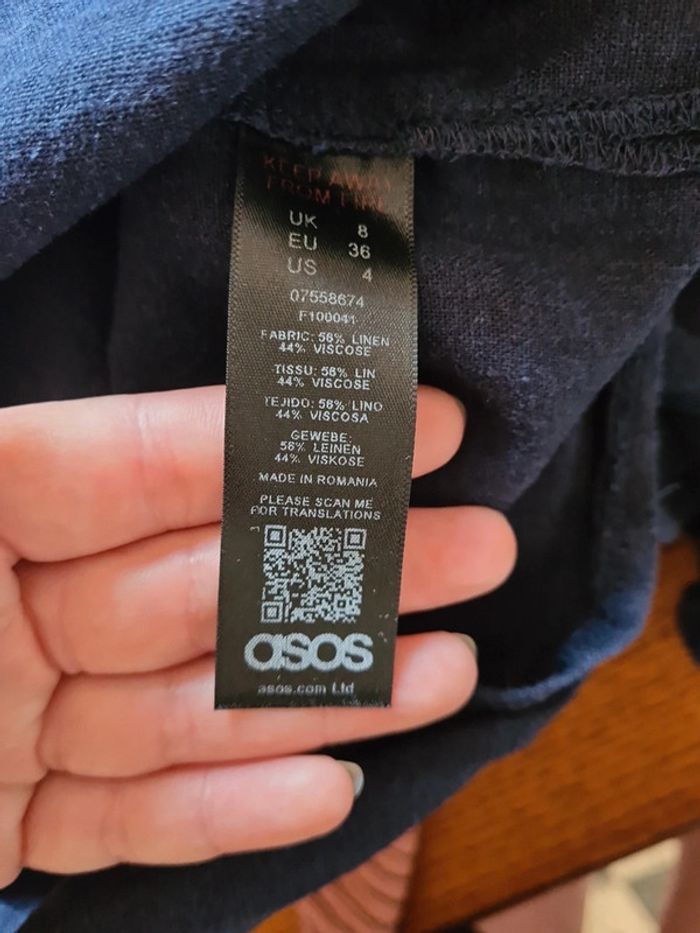 KEEP AWAY
FROM FIRE
UK 8
EU 36
US 4
07558674
F100041
FABRIC: 56% LINEN
44% VISCOSE
TISSU: 56% LIN
44% VISCOSE
TEJIDO: 56% LINO
44% VISCOSA
GEWEBE:
56% LEINEN
44% VISKOSE
MADE IN ROMANIA
PLEASE SCAN ME
FOR TRANSLATIONS
asos
asos.com Ltd